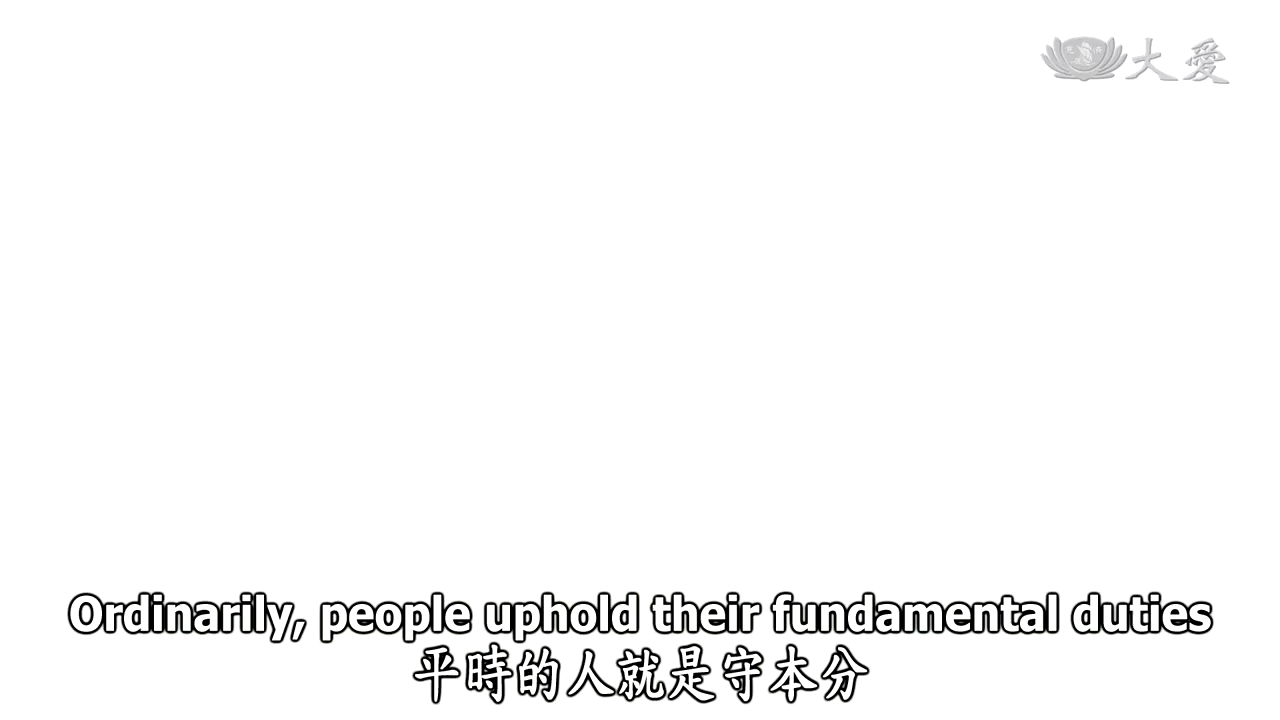 大愛
Ordinarily, people uphold their fundamental duties
平時的人就是守本分